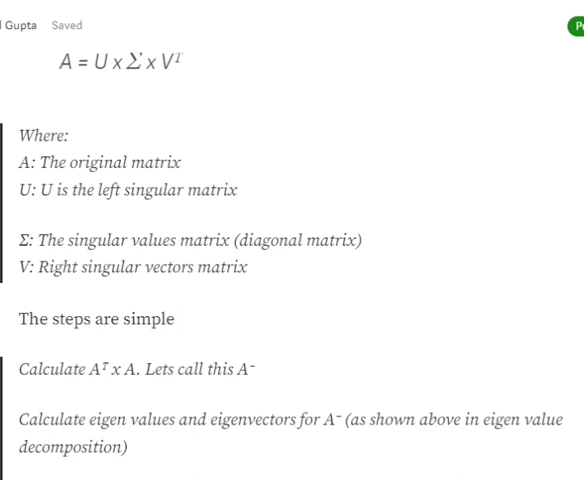 Gupta Saved
A = U x Σ x Vᵀ
Where:
A: The original matrix
U: U is the left singular matrix
Σ: The singular values matrix (diagonal matrix)
V: Right singular vectors matrix
The steps are simple
Calculate Aᵀ x A. Lets call this A⁻
Calculate eigen values and eigenvectors for A⁻ (as shown above in eigen value
decomposition)